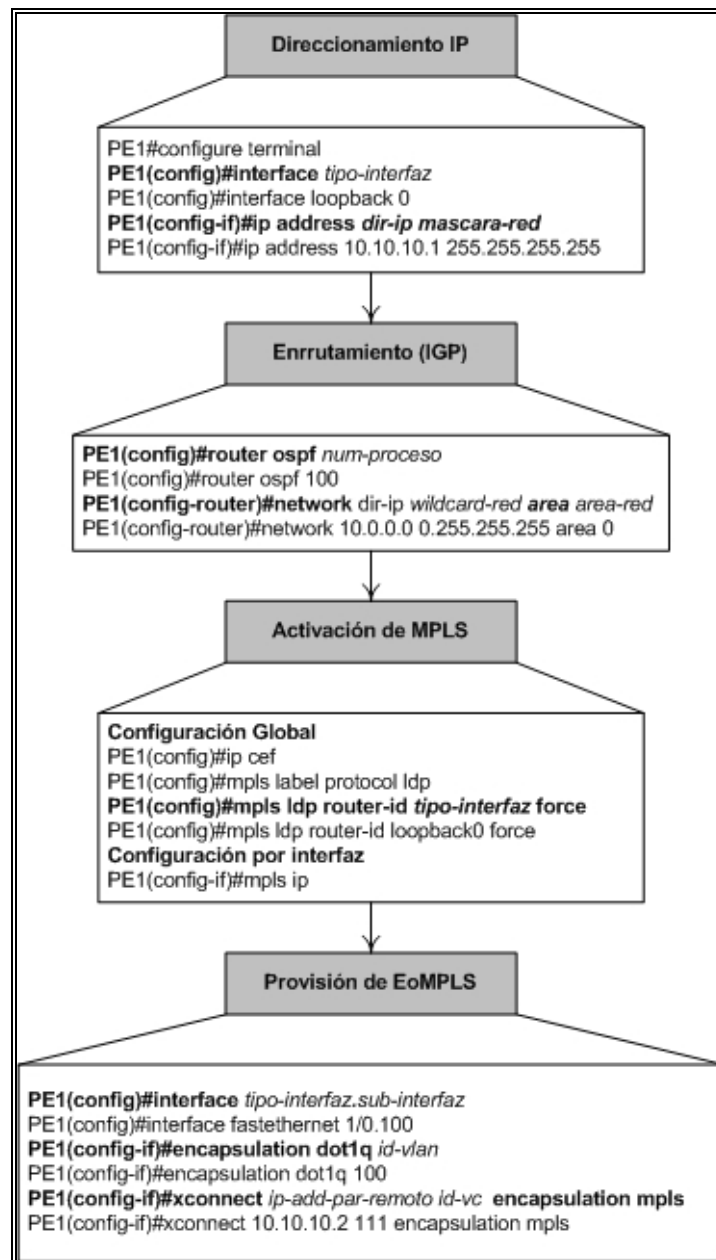 Direccionamiento IP
PE1#configure terminal
PE1(config)#interface tipo-interfaz
PE1(config)#interface loopback 0
PE1(config-if)#ip address dir-ip mascara-red
PE1(config-if)#ip address 10.10.10.1 255.255.255.255
Enrrutamiento (IGP)
PE1(config)#router ospf num-proceso
PE1(config)#router ospf 100
PE1(config-router)#network dir-ip wildcard-red area area-red
PE1(config-router)#network 10.0.0.0 0.255.255.255 area 0
Activación de MPLS
Configuración Global
PE1(config)#ip cef
PE1(config)#mpls label protocol ldp
PE1(config)#mpls ldp router-id tipo-interfaz force
PE1(config)#mpls ldp router-id loopback0 force
Configuración por interfaz
PE1(config-if)#mpls ip
Provisión de EoMPLS
PE1(config)#interface tipo-interfaz.sub-interfaz
PE1(config)#interface fastethernet 1/0.100
PE1(config-if)#encapsulation dot1q id-vlan
PE1(config-if)#encapsulation dot1q 100
PE1(config-if)#xconnect ip-add-par-remoto id-vc encapsulation mpls
PE1(config-if)#xconnect 10.10.10.2 111 encapsulation mpls